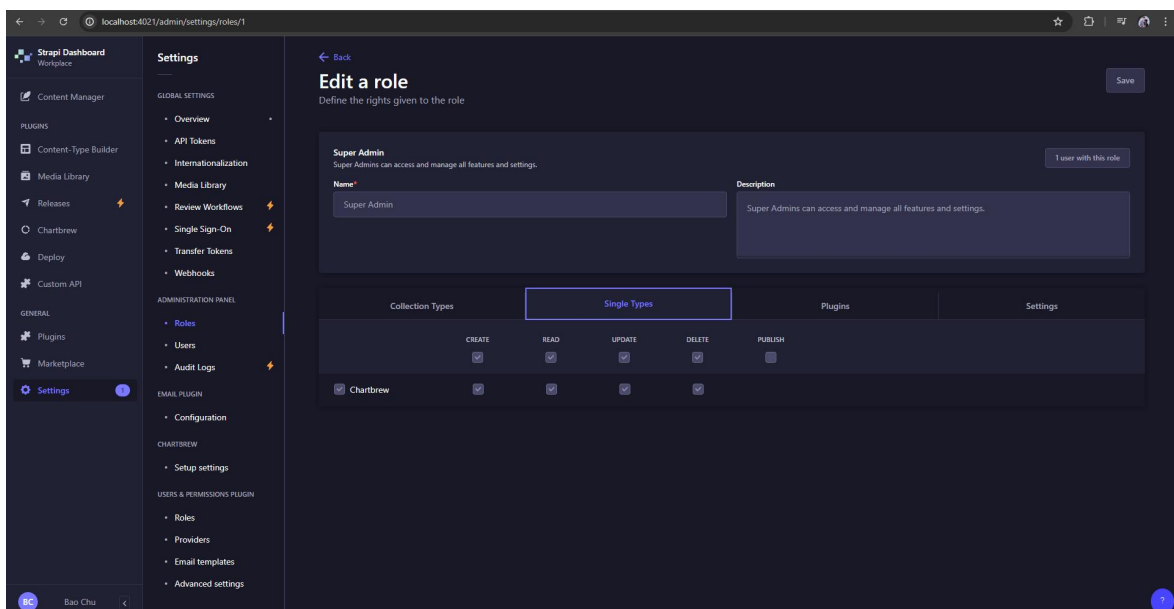 localhost:4021/admin/settings/roles/1
Strapi Dashboard
Workplace
Content Manager
PLUGINS
Content-Type Builder
Media Library
Releases
Chartbrew
Deploy
Custom API
GENERAL
Plugins
Marketplace
Settings
1
BC
Bao Chu
Settings
GLOBAL SETTINGS
Overview
API Tokens
Internationalization
Media Library
Review Workflows
Single Sign-On
Transfer Tokens
Webhooks
ADMINISTRATION PANEL
Roles
Users
Audit Logs
EMAIL PLUGIN
Configuration
CHARTBREW
Setup settings
USERS & PERMISSIONS PLUGIN
Roles
Providers
Email templates
Advanced settings
Back
Edit a role
Save
Define the rights given to the role
Super Admin
Super Admins can access and manage all features and settings.
1 user with this role
Name*
Super Admin
Description
Super Admins can access and manage all features and settings.
Collection Types
Single Types
Plugins
Settings
CREATE READ UPDATE DELETE PUBLISH
Chartbrew
?